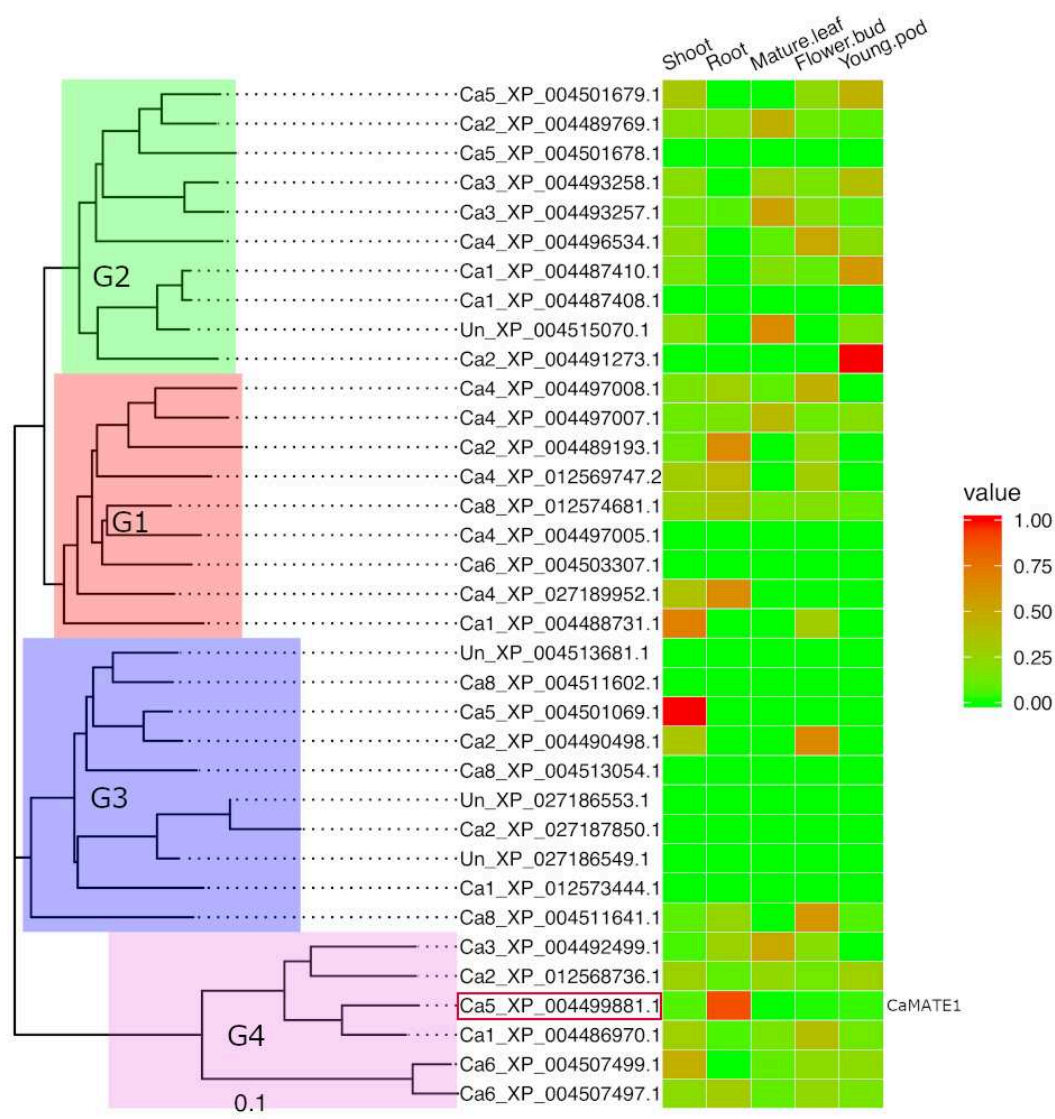 Shoot Root Mature.leaf Flower.bud Young.pod
Ca5_XP_004501679.1
Ca2_XP_004489769.1
Ca5_XP_004501678.1
Ca3_XP_004493258.1
Ca3_XP_004493257.1
Ca4_XP_004496534.1
G2
Ca1_XP_004487410.1
Ca1_XP_004487408.1
Un_XP_004515070.1
Ca2_XP_004491273.1
Ca4_XP_004497008.1
Ca4_XP_004497007.1
Ca2_XP_004489193.1
Ca4_XP_012569747.2
Ca8_XP_012574681.1
G1
Ca4_XP_004497005.1
Ca6_XP_004503307.1
Ca4_XP_027189952.1
Ca1_XP_004488731.1
Un_XP_004513681.1
Ca8_XP_004511602.1
Ca5_XP_004501069.1
Ca2_XP_004490498.1
Ca8_XP_004513054.1
G3
Un_XP_027186553.1
Ca2_XP_027187850.1
Un_XP_027186549.1
Ca1_XP_012573444.1
Ca8_XP_004511641.1
Ca3_XP_004492499.1
Ca2_XP_012568736.1
Ca5_XP_004499881.1 CaMATE1
G4
Ca1_XP_004486970.1
Ca6_XP_004507499.1
Ca6_XP_004507497.1
0.1
value
1.00
0.75
0.50
0.25
0.00